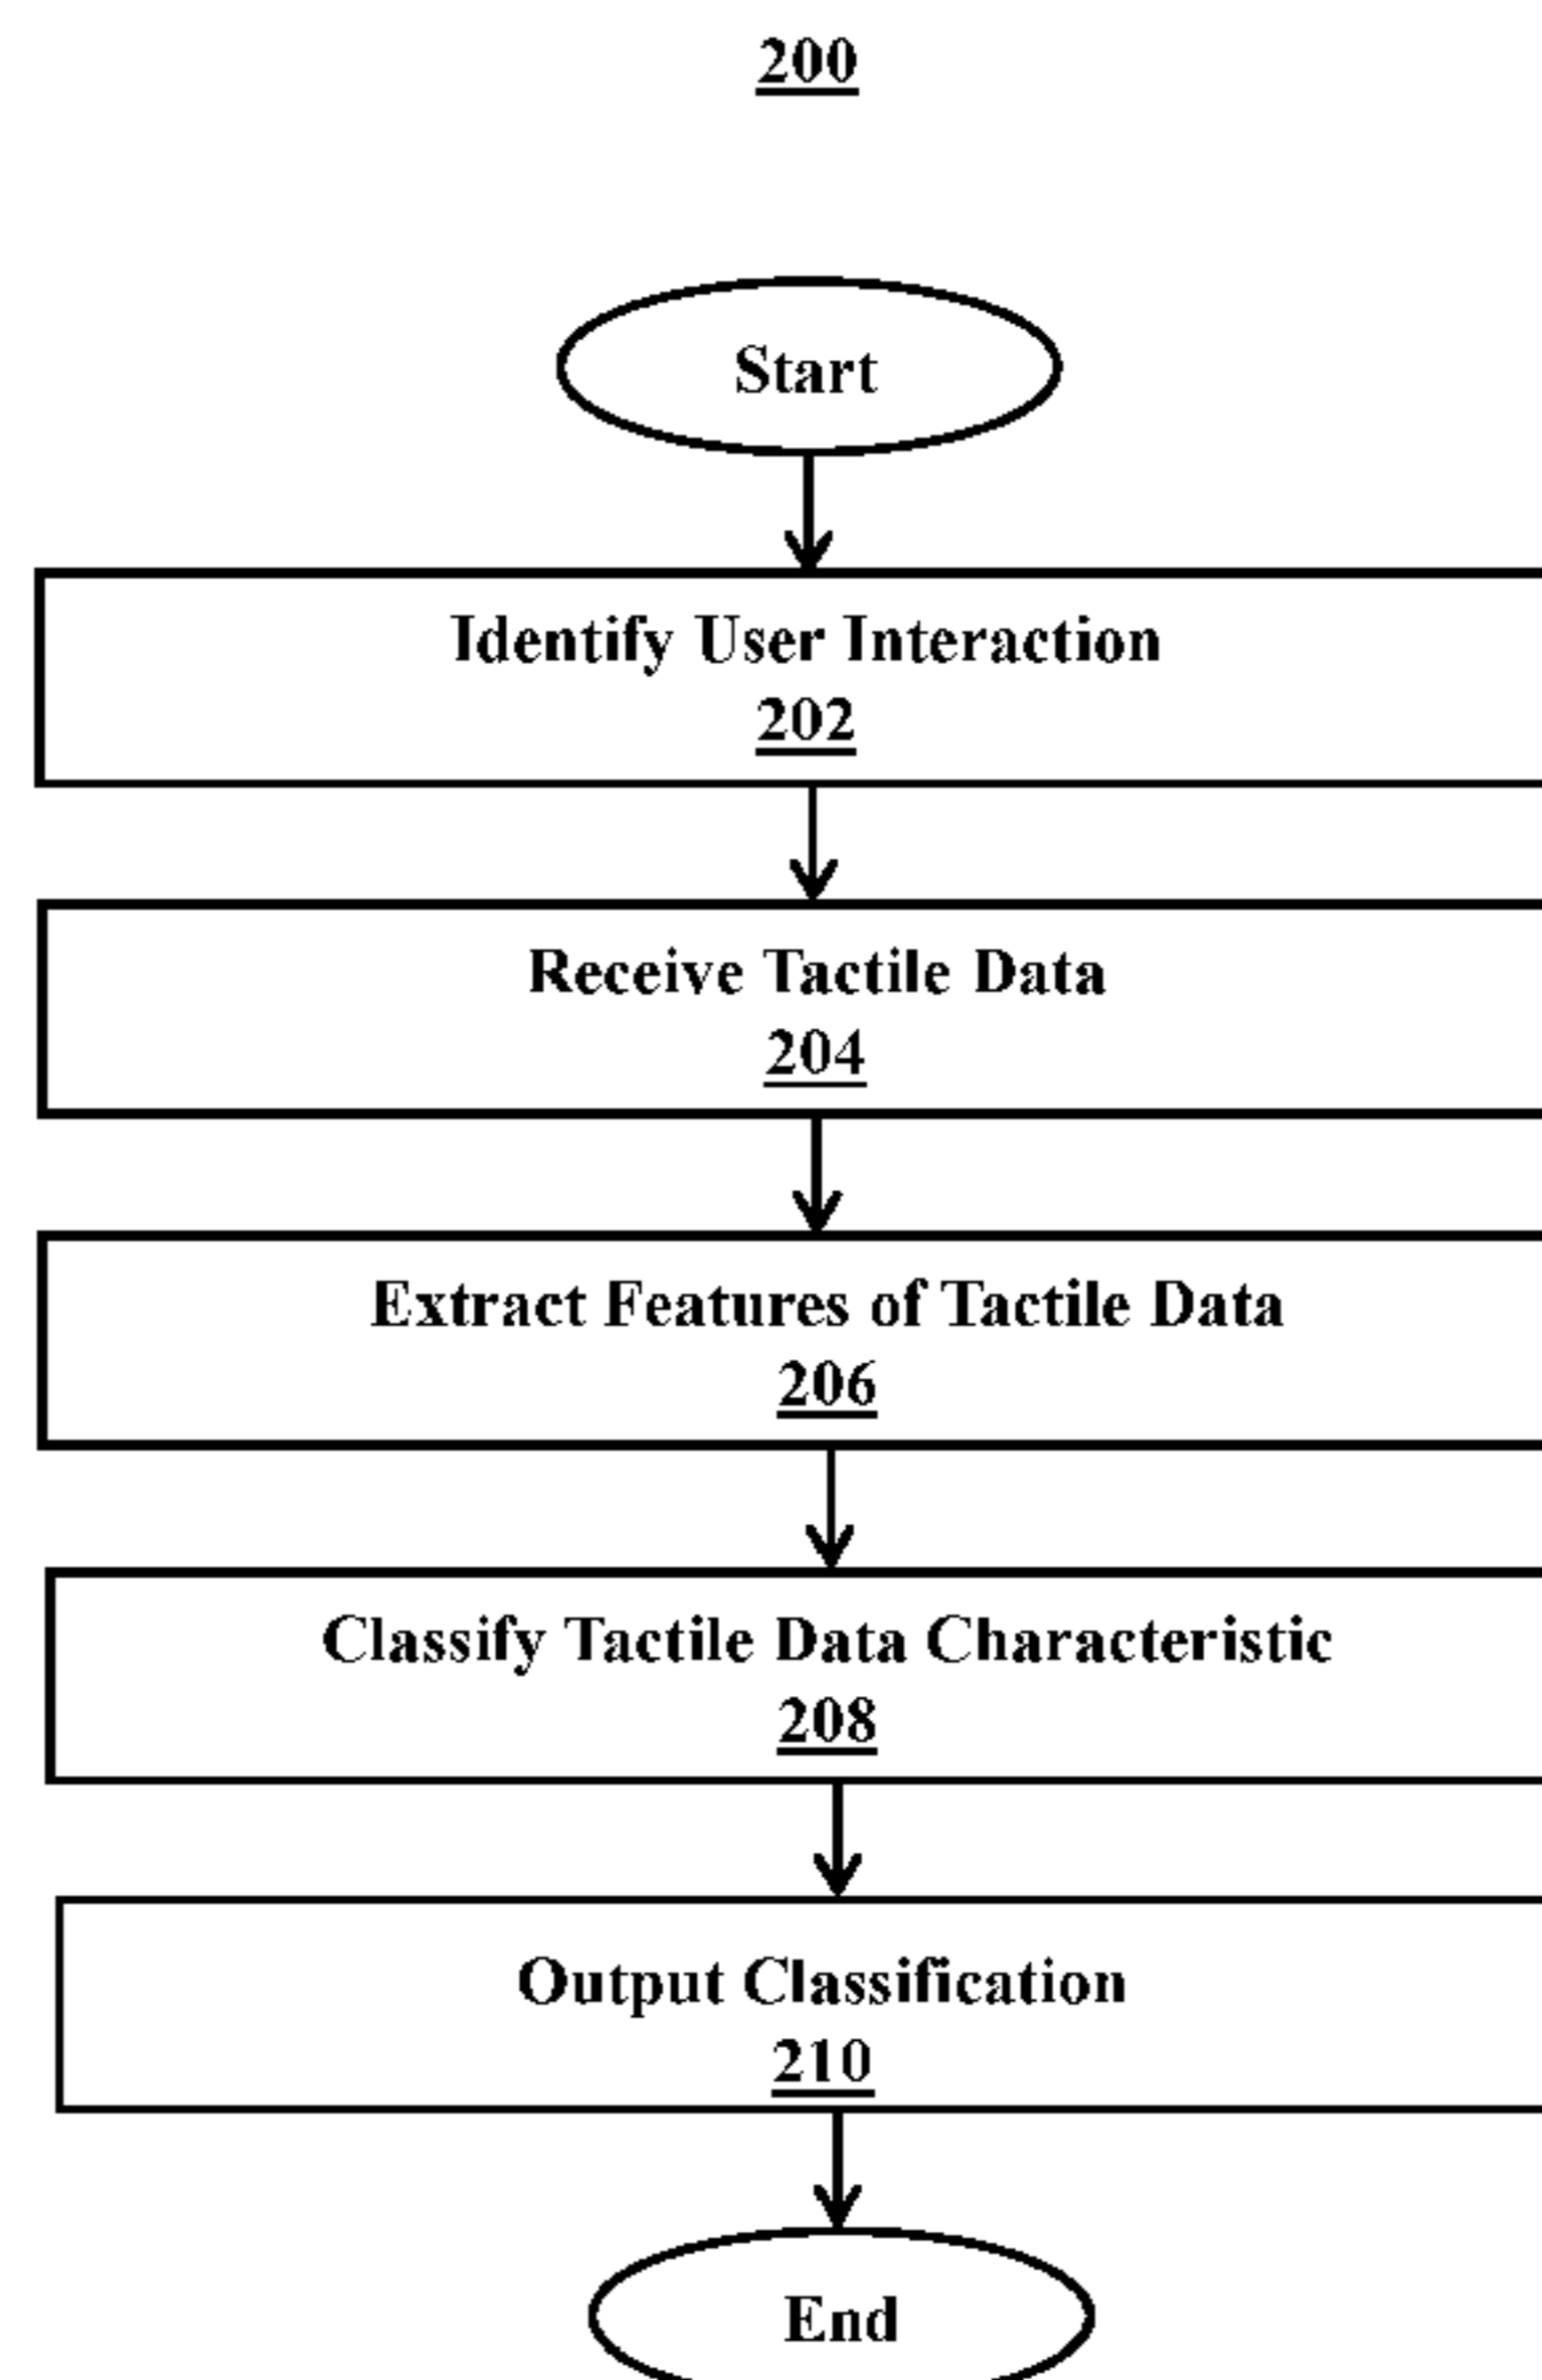 200
Start
Identify User Interaction
202
Receive Tactile Data
204
Extract Features of Tactile Data
206
Classify Tactile Data Characteristic
208
Output Classification
210
End